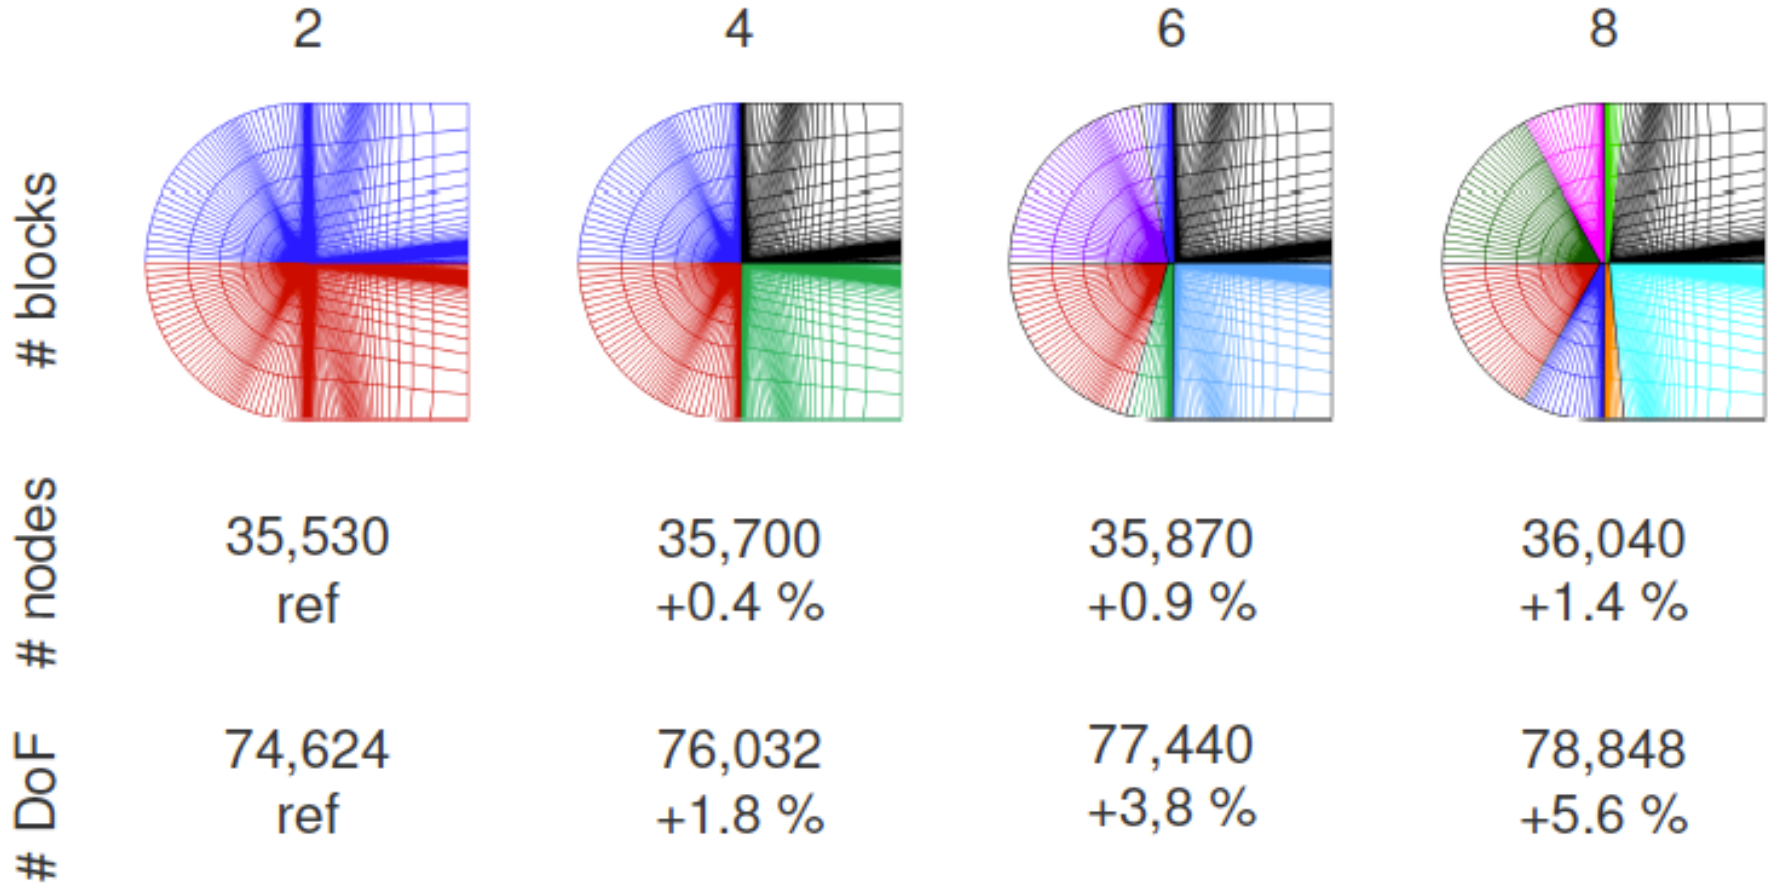 2 4 6 8
# blocks
# nodes
35,530 35,700 35,870 36,040
ref +0.4 % +0.9 % +1.4 %
# DoF
74,624 76,032 77,440 78,848
ref +1.8 % +3,8 % +5.6 %